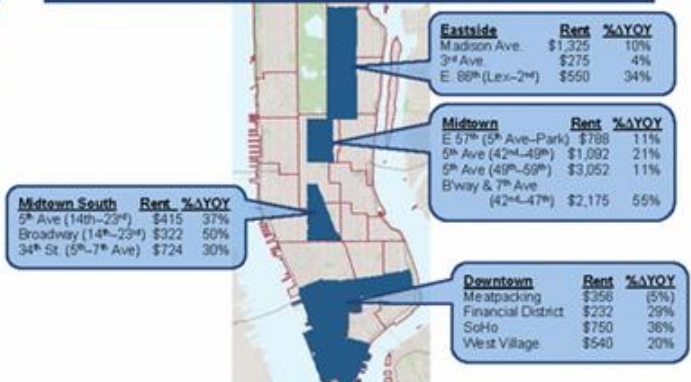 Eastside Rent %ΔYOY
Madison Ave. $1,325 10%
3rd Ave. $275 4%
E. 86th (Lex–2nd) $550 34%
Midtown Rent %ΔYOY
E 57th (5th Ave–Park) $788 11%
5th Ave (42nd–49th) $1,092 21%
5th Ave (49th–59th) $3,052 11%
B'way & 7th Ave
(42nd–47th) $2,175 55%
Midtown South Rent %ΔYOY
5th Ave (14th–23rd) $415 37%
Broadway (14th–23rd) $322 50%
34th St. (5th–7th Ave) $724 30%
Downtown Rent %ΔYOY
Meatpacking $356 (5%)
Financial District $232 29%
SoHo $750 36%
West Village $540 20%